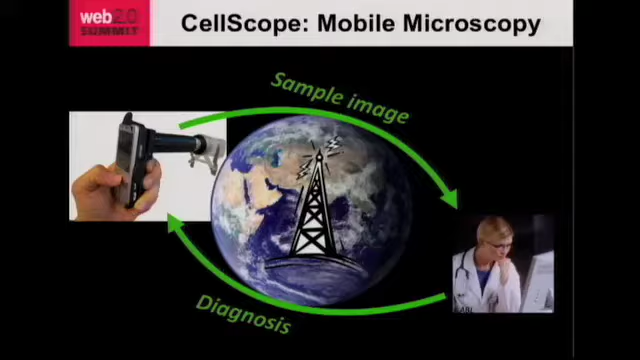 web2.0
SUMMIT
CellScope: Mobile Microscopy
Sample image
Diagnosis